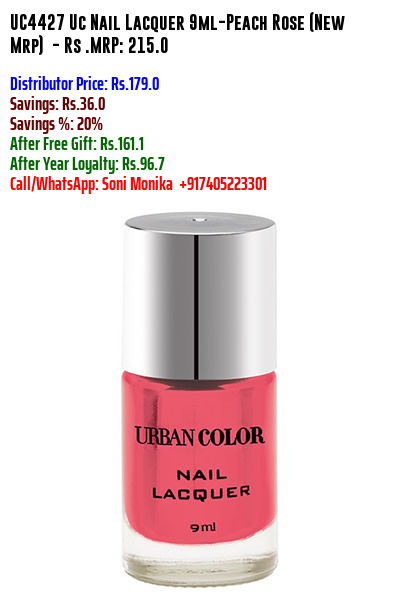 UC4427 Uc Nail Lacquer 9ml-Peach Rose (New
Mrp) - Rs .MRP: 215.0
Distributor Price: Rs.179.0
Savings: Rs.36.0
Savings %: 20%
After Free Gift: Rs.161.1
After Year Loyalty: Rs.96.7
Call/WhatsApp: Soni Monika +917405223301
URBAN COLOR
NAIL
LACQUER
9ml